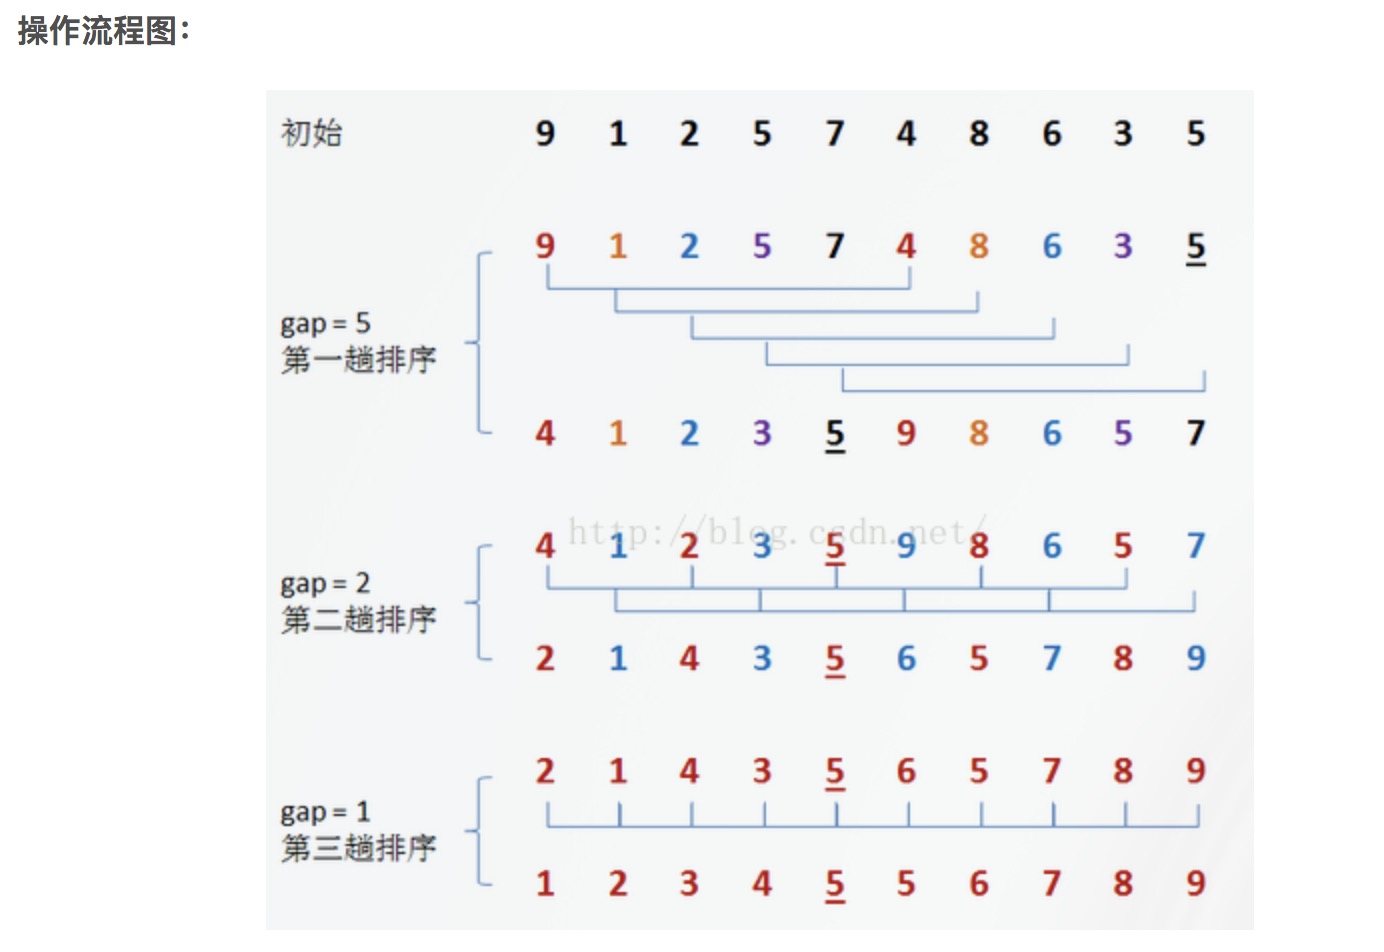 操作流程图：
初始 9 1 2 5 7 4 8 6 3 5
9 1 2 5 7 4 8 6 3 5
gap = 5
第一趟排序
4 1 2 3 5 9 8 6 5 7
http://blog.csdn.net/
4 1 2 3 5 9 8 6 5 7
gap = 2
第二趟排序
2 1 4 3 5 6 5 7 8 9
2 1 4 3 5 6 5 7 8 9
gap = 1
第三趟排序
1 2 3 4 5 5 6 7 8 9